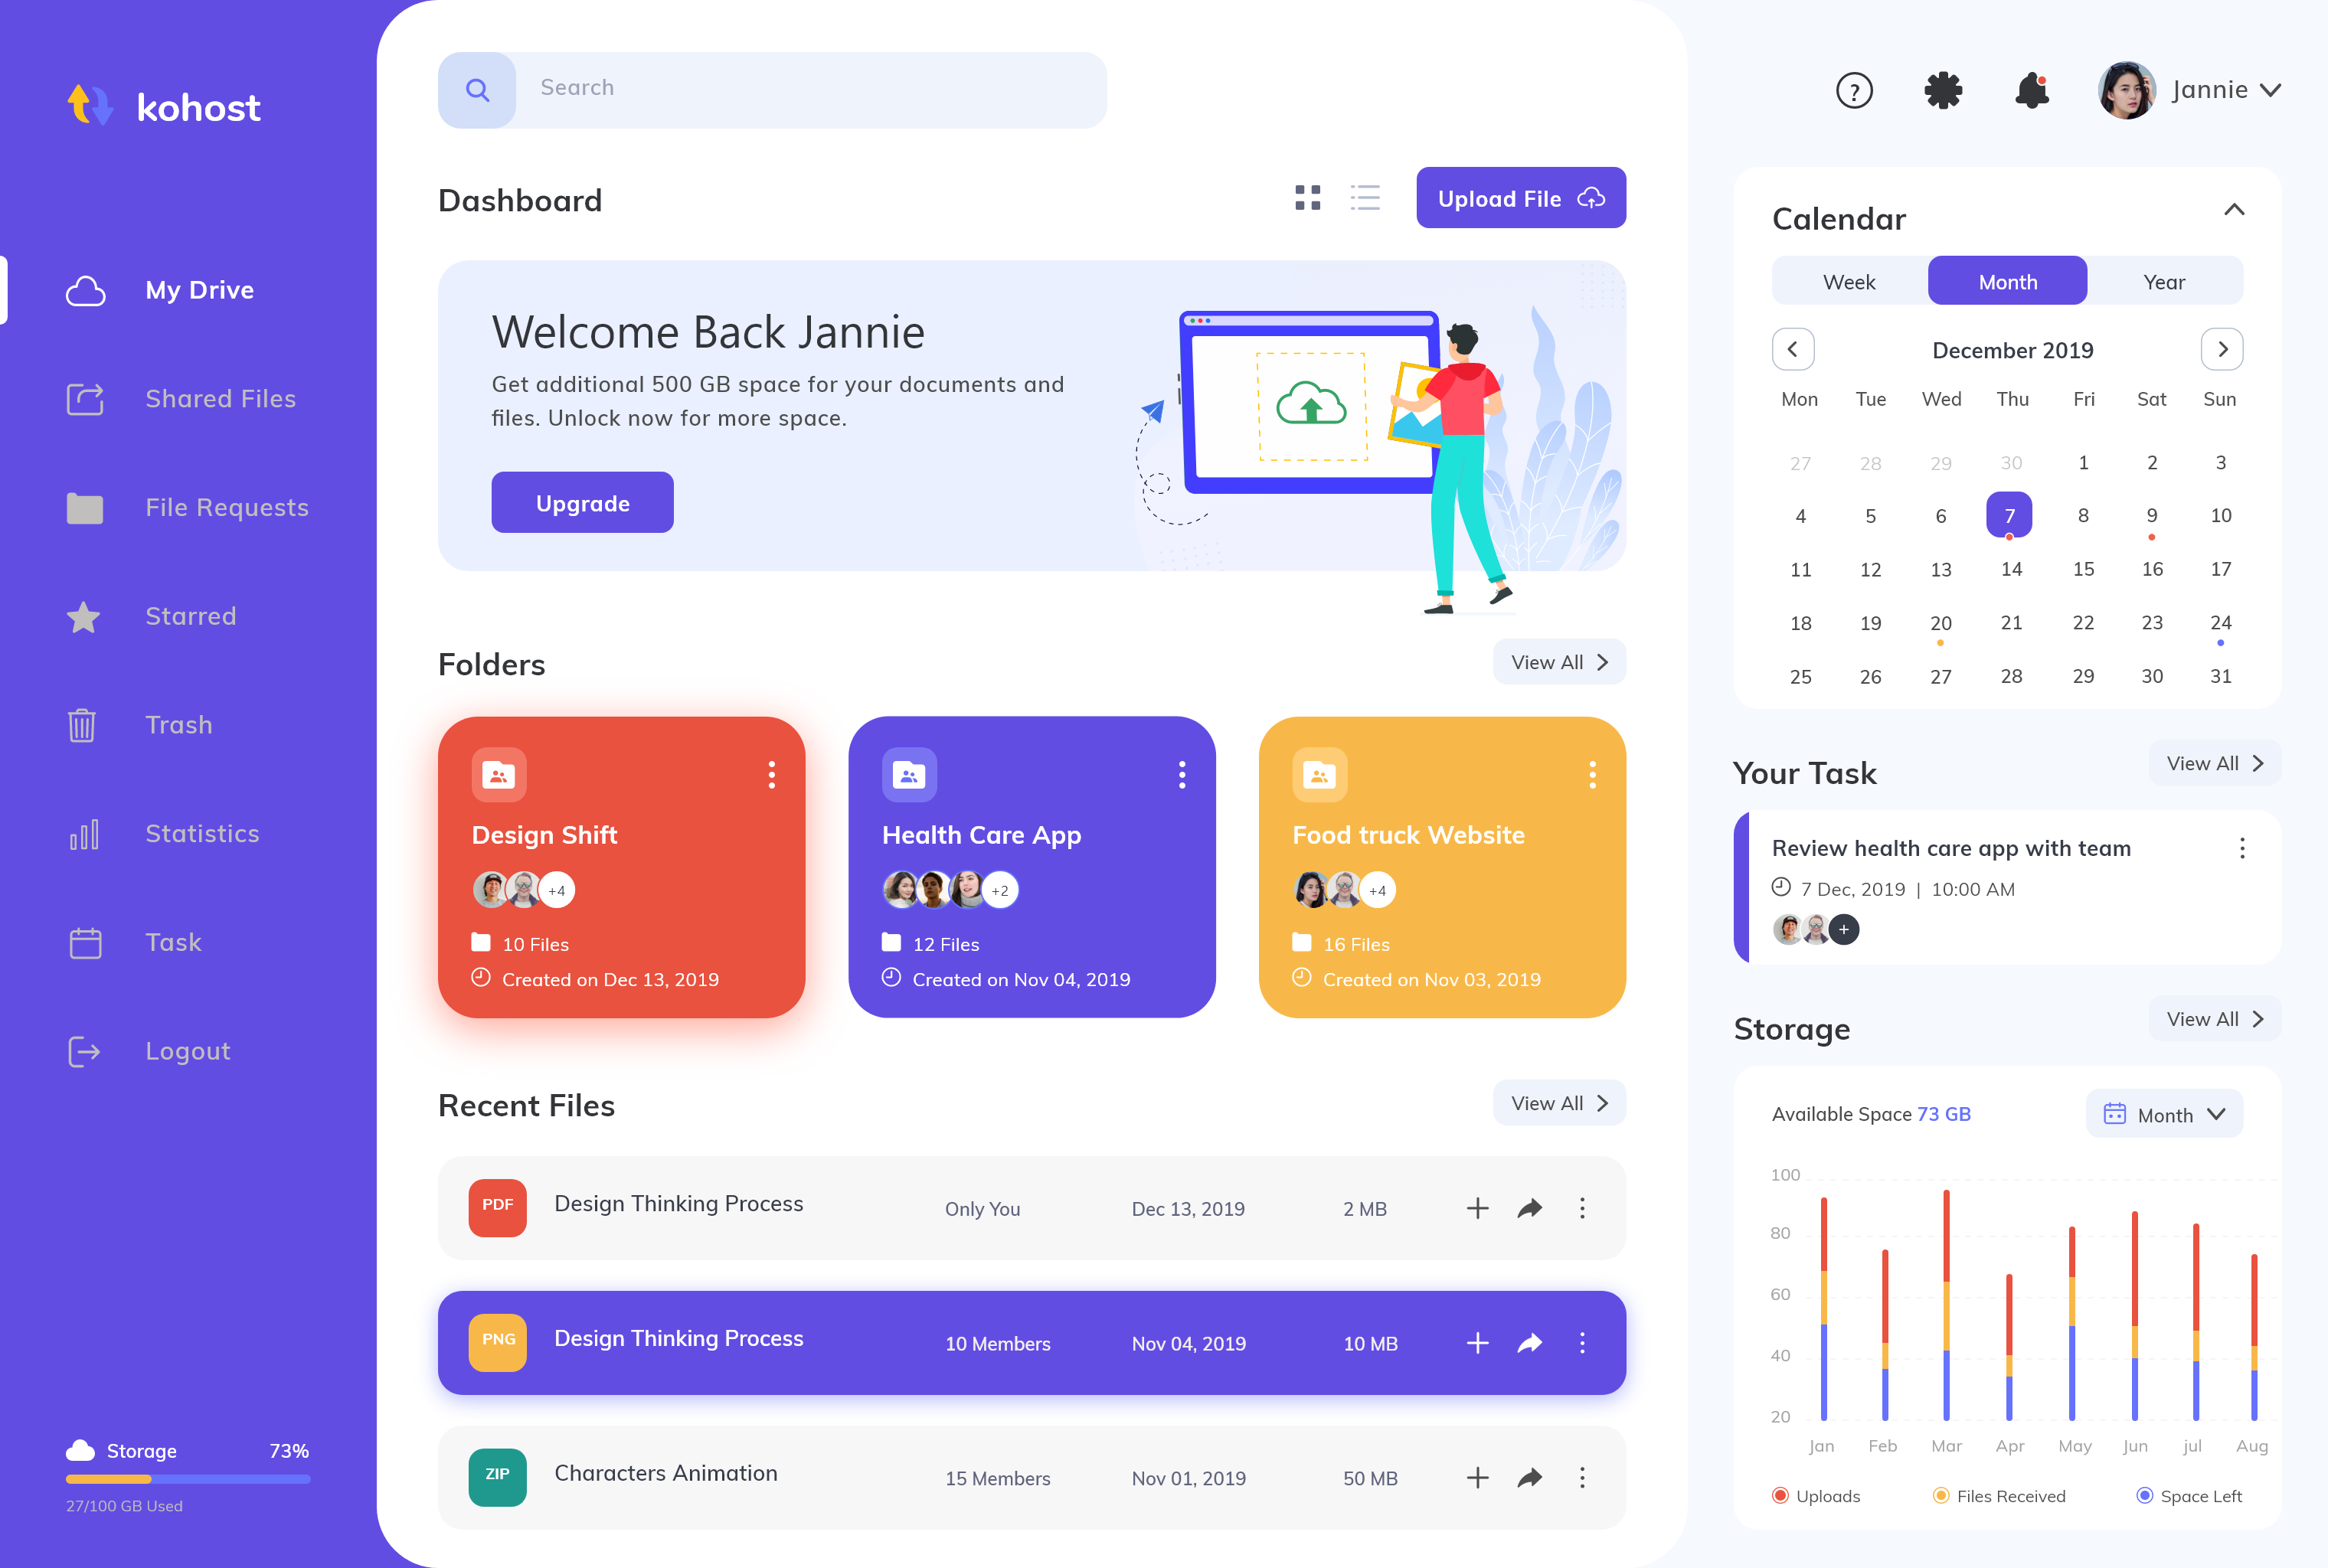 kohost
My Drive
Shared Files
File Requests
Starred
Trash
Statistics
Task
Logout
Storage 73%
27/100 GB Used
Search
Dashboard
Upload File
Welcome Back Jannie
Get additional 500 GB space for your documents and
files. Unlock now for more space.
Upgrade
Folders
View All
Design Shift
+4
10 Files
Created on Dec 13, 2019
Health Care App
+2
12 Files
Created on Nov 04, 2019
Food truck Website
+4
16 Files
Created on Nov 03, 2019
Recent Files
View All
PDF Design Thinking Process Only You Dec 13, 2019 2 MB
PNG Design Thinking Process 10 Members Nov 04, 2019 10 MB
ZIP Characters Animation 15 Members Nov 01, 2019 50 MB
? Jannie
Calendar
Week Month Year
December 2019
Mon Tue Wed Thu Fri Sat Sun
27 28 29 30 1 2 3
4 5 6 7 8 9 10
11 12 13 14 15 16 17
18 19 20 21 22 23 24
25 26 27 28 29 30 31
Your Task
View All
Review health care app with team
7 Dec, 2019 | 10:00 AM
+
Storage
View All
Available Space 73 GB
Month
100
80
60
40
20
Jan Feb Mar Apr May Jun jul Aug
Uploads Files Received Space Left